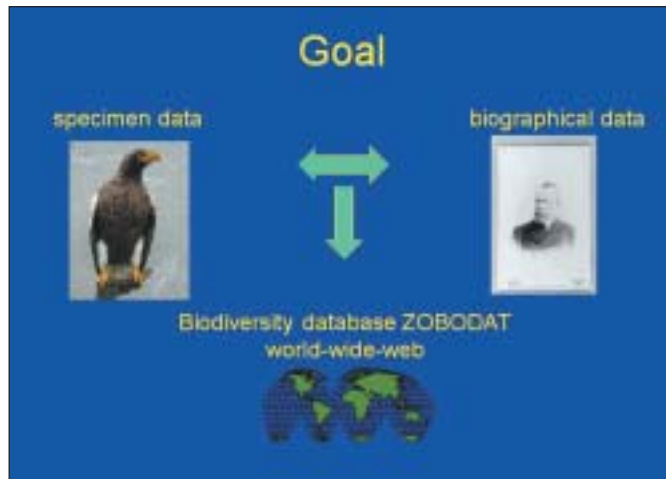 Goal
specimen data
biographical data
Biodiversity database ZOBODAT
world-wide-web